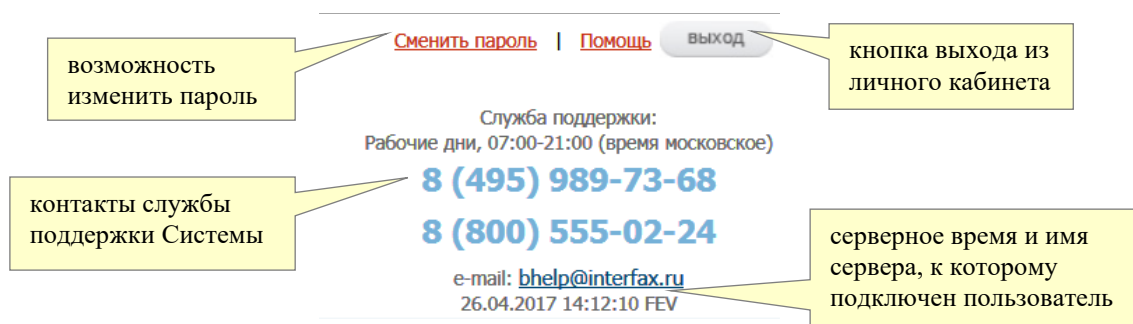 Сменить пароль | Помощь выход
возможность
изменить пароль
кнопка выхода из
личного кабинета
Служба поддержки:
Рабочие дни, 07:00-21:00 (время московское)
8 (495) 989-73-68
8 (800) 555-02-24
контакты службы
поддержки Системы
e-mail: bhelp@interfax.ru
26.04.2017 14:12:10 FEV
серверное время и имя
сервера, к которому
подключен пользователь